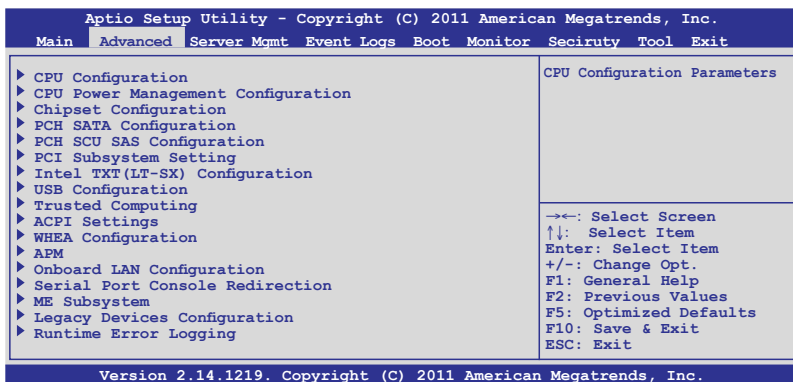 Aptio Setup Utility - Copyright (C) 2011 American Megatrends, Inc.
Main Advanced Server Mgmt Event Logs Boot Monitor Seciruty Tool Exit
CPU Configuration
CPU Power Management Configuration
Chipset Configuration
PCH SATA Configuration
PCH SCU SAS Configuration
PCI Subsystem Setting
Intel TXT(LT-SX) Configuration
USB Configuration
Trusted Computing
ACPI Settings
WHEA Configuration
APM
Onboard LAN Configuration
Serial Port Console Redirection
ME Subsystem
Legacy Devices Configuration
Runtime Error Logging
CPU Configuration Parameters
→←: Select Screen
↑↓: Select Item
Enter: Select Item
+/-: Change Opt.
F1: General Help
F2: Previous Values
F5: Optimized Defaults
F10: Save & Exit
ESC: Exit
Version 2.14.1219. Copyright (C) 2011 American Megatrends, Inc.